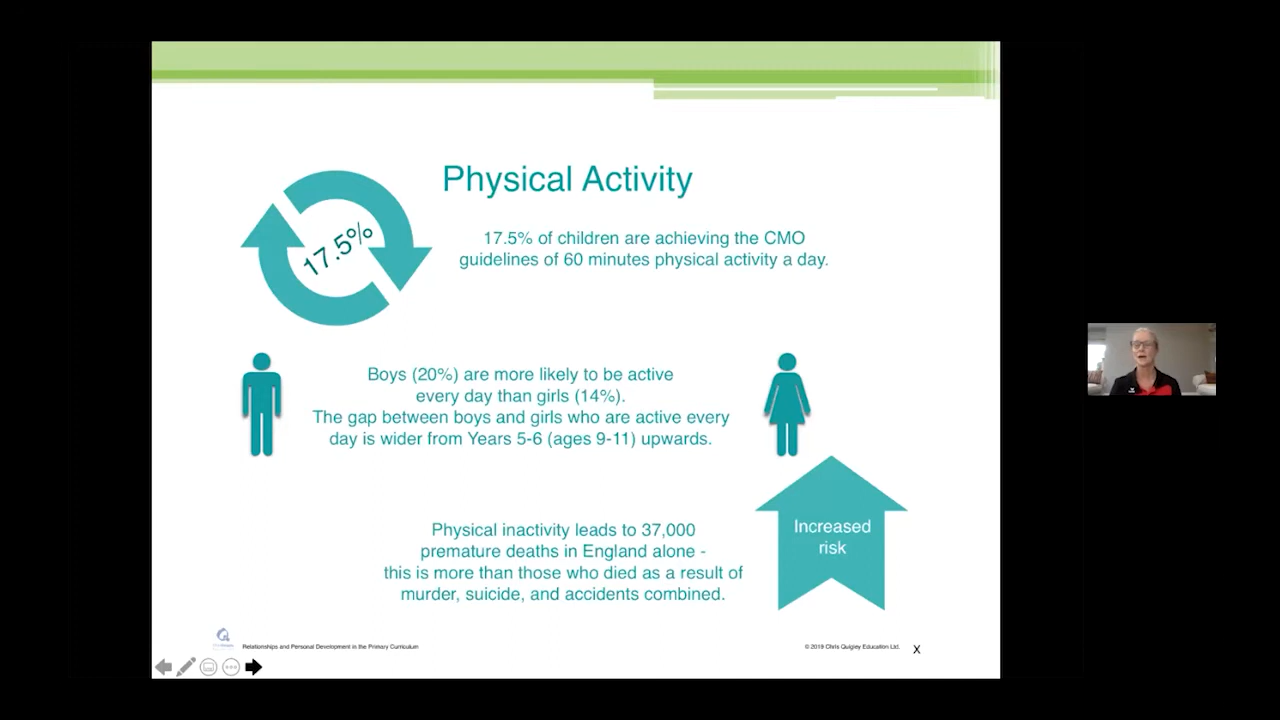 Physical Activity
17.5%
17.5% of children are achieving the CMO
guidelines of 60 minutes physical activity a day.
Boys (20%) are more likely to be active
every day than girls (14%).
The gap between boys and girls who are active every
day is wider from Years 5-6 (ages 9-11) upwards.
Increased
risk
Physical inactivity leads to 37,000
premature deaths in England alone -
this is more than those who died as a result of
murder, suicide, and accidents combined.
Relationships and Personal Development in the Primary Curriculum
© 2019 Chris Quigley Education Ltd.
X